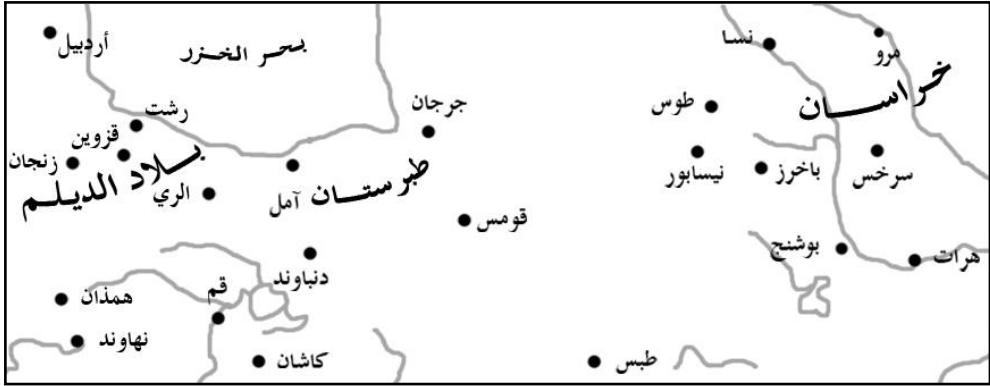 مرو
نسا
أردبيل
بحر الخزر
خراسان
طوس
جرجان
رشت
قزوين
زنجان
بلاد الديلم
الري
آمل
طبرستان
نيسابور
باخرز
سرخس
قومس
بوشنج
هرات
دنباوند
قم
همذان
نهاوند
كاشان
طبس